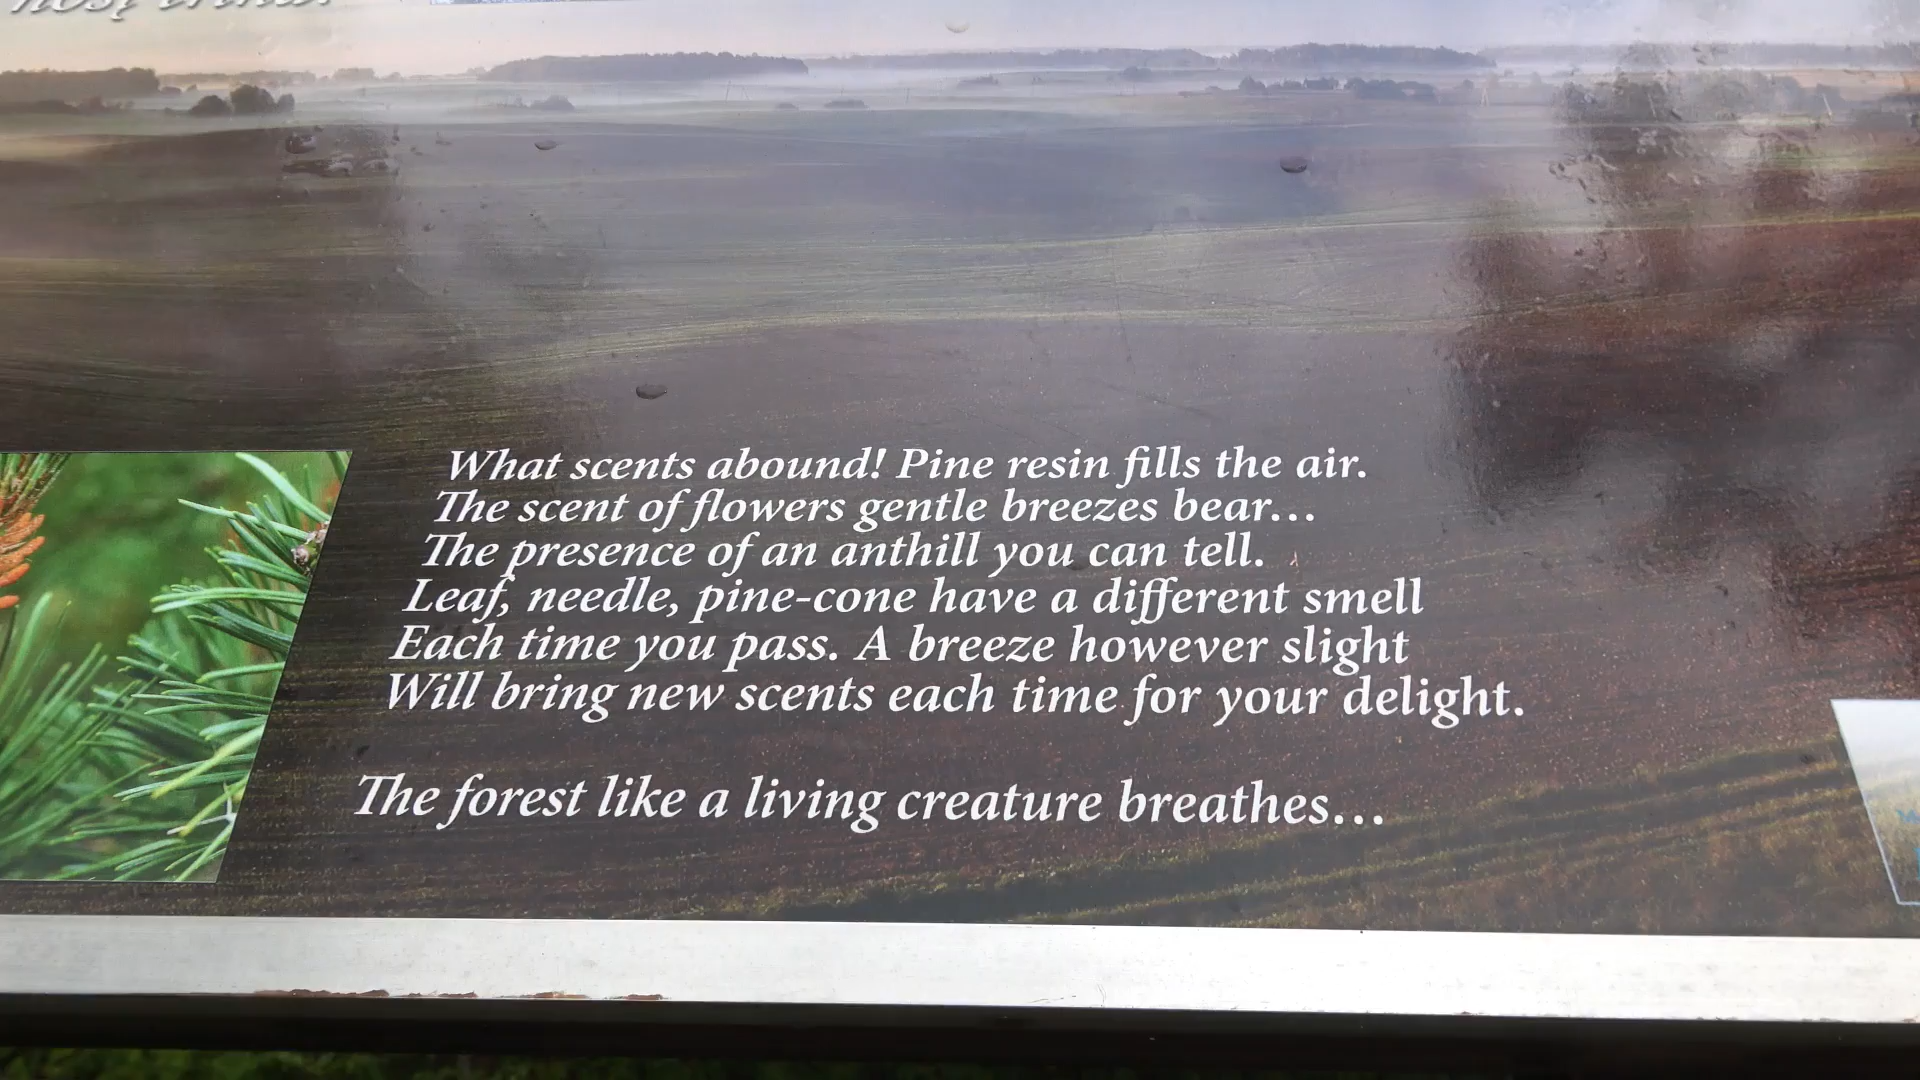 What scents abound! Pine resin fills the air.
The scent of flowers gentle breezes bear...
The presence of an anthill you can tell.
Leaf, needle, pine-cone have a different smell
Each time you pass. A breeze however slight
Will bring new scents each time for your delight.
The forest like a living creature breathes...